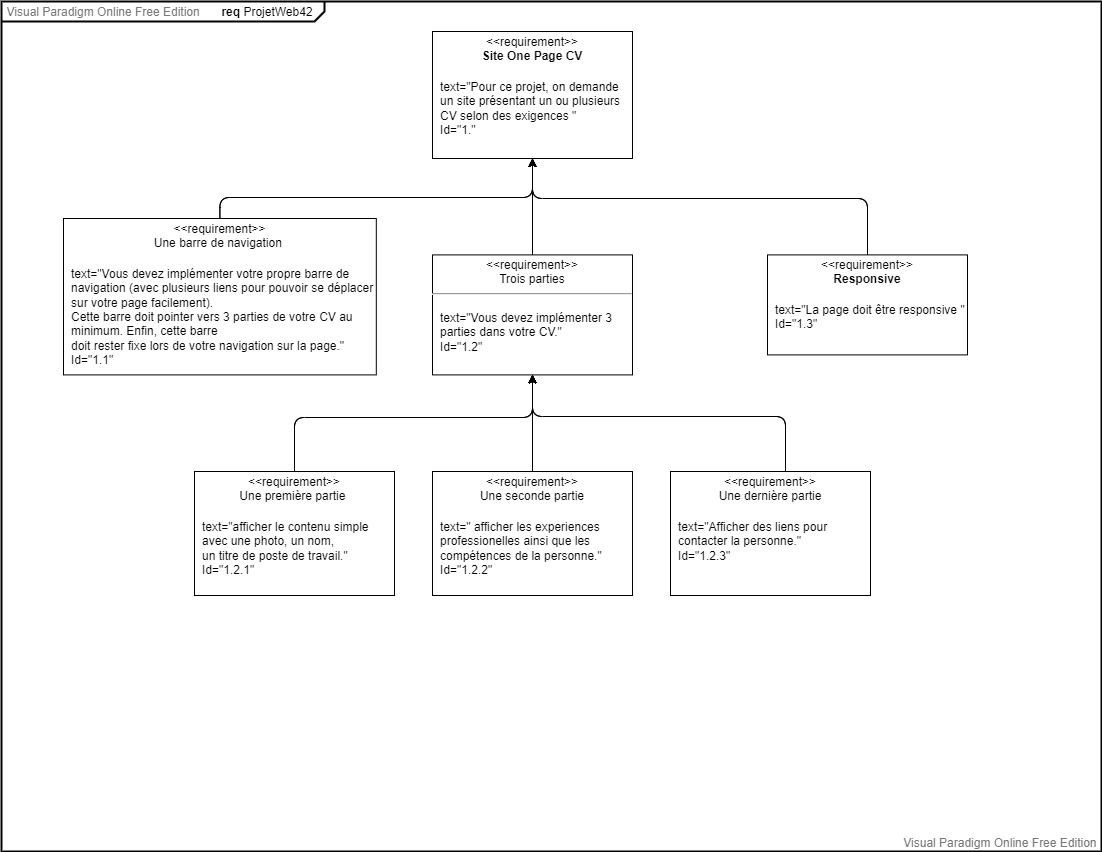 Visual Paradigm Online Free Edition
req ProjetWeb42
<<requirement>>
Site One Page CV
text="Pour ce projet, on demande
un site présentant un ou plusieurs
CV selon des exigences "
Id="1."
<<requirement>>
Une barre de navigation
text="Vous devez implémenter votre propre barre de
navigation (avec plusieurs liens pour pouvoir se déplacer
sur votre page facilement).
Cette barre doit pointer vers 3 parties de votre CV au
minimum. Enfin, cette barre
doit rester fixe lors de votre navigation sur la page."
Id="1.1"
<<requirement>>
Trois parties
text="Vous devez implémenter 3
parties dans votre CV."
Id="1.2"
<<requirement>>
Responsive
text="La page doit être responsive "
Id="1.3"
<<requirement>>
Une première partie
text="afficher le contenu simple
avec une photo, un nom,
un titre de poste de travail."
Id="1.2.1"
<<requirement>>
Une seconde partie
text=" afficher les experiences
professionelles ainsi que les
compétences de la personne."
Id="1.2.2"
<<requirement>>
Une dernière partie
text="Afficher des liens pour
contacter la personne."
Id="1.2.3"
Visual Paradigm Online Free Edition